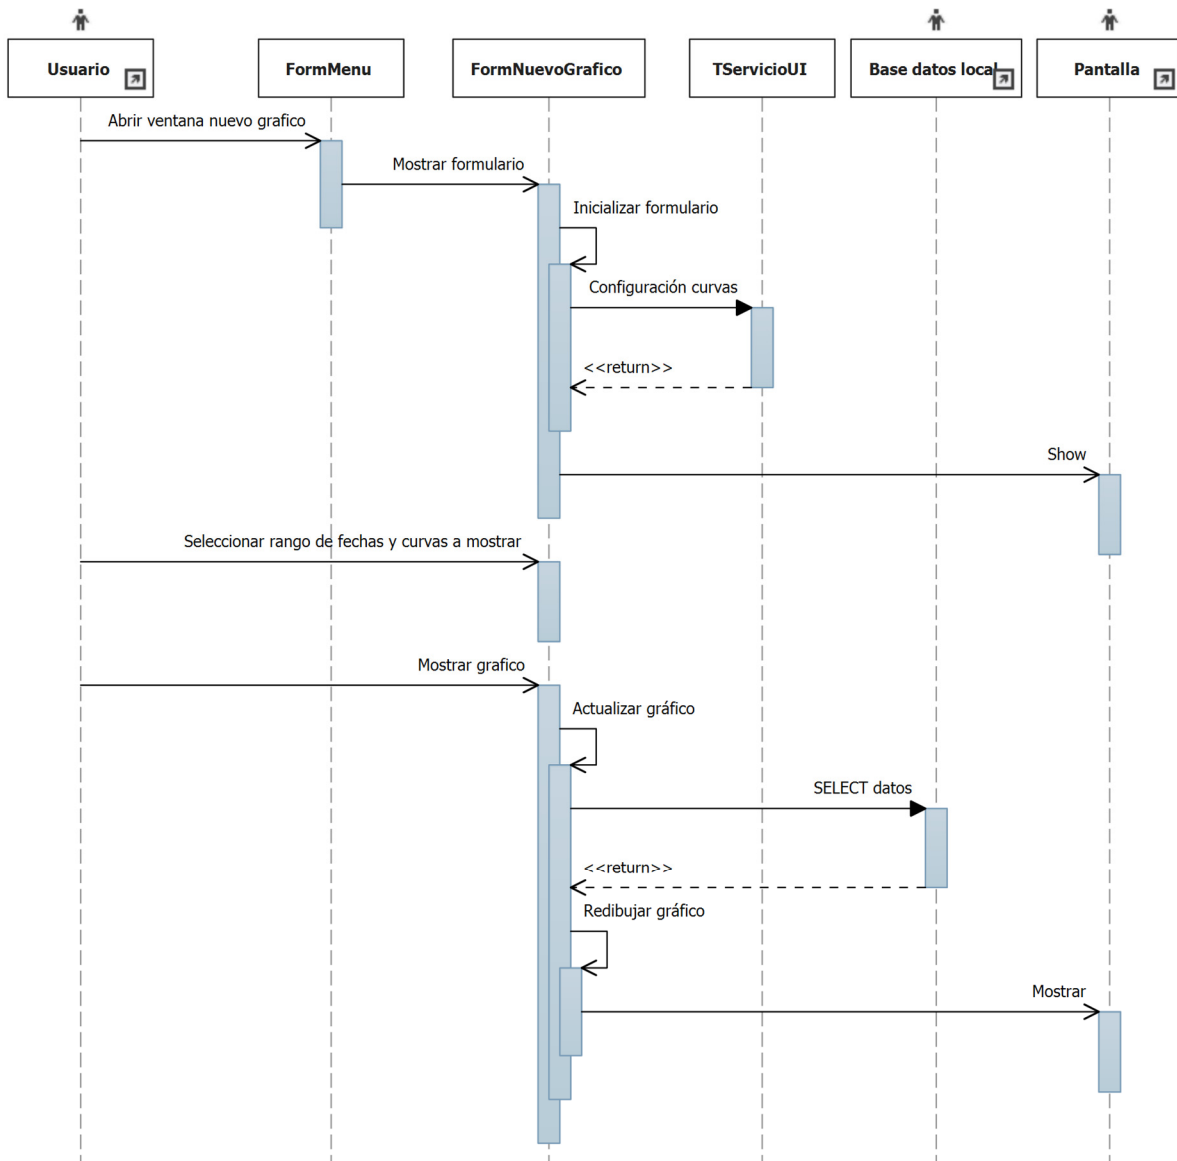 Usuario
FormMenu
FormNuevoGrafico
TServicioUI
Base datos local
Pantalla
Abrir ventana nuevo grafico
Mostrar formulario
Inicializar formulario
Configuración curvas
<<return>>
Show
Seleccionar rango de fechas y curvas a mostrar
Mostrar grafico
Actualizar gráfico
SELECT datos
<<return>>
Redibujar gráfico
Mostrar